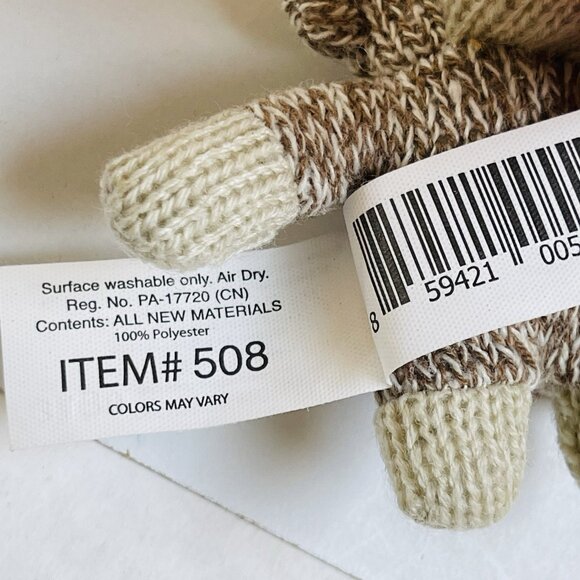 Surface washable only. Air Dry.
Reg. No. PA-17720 (CN)
Contents: ALL NEW MATERIALS
100% Polyester
ITEM# 508
COLORS MAY VARY
8 59421 005